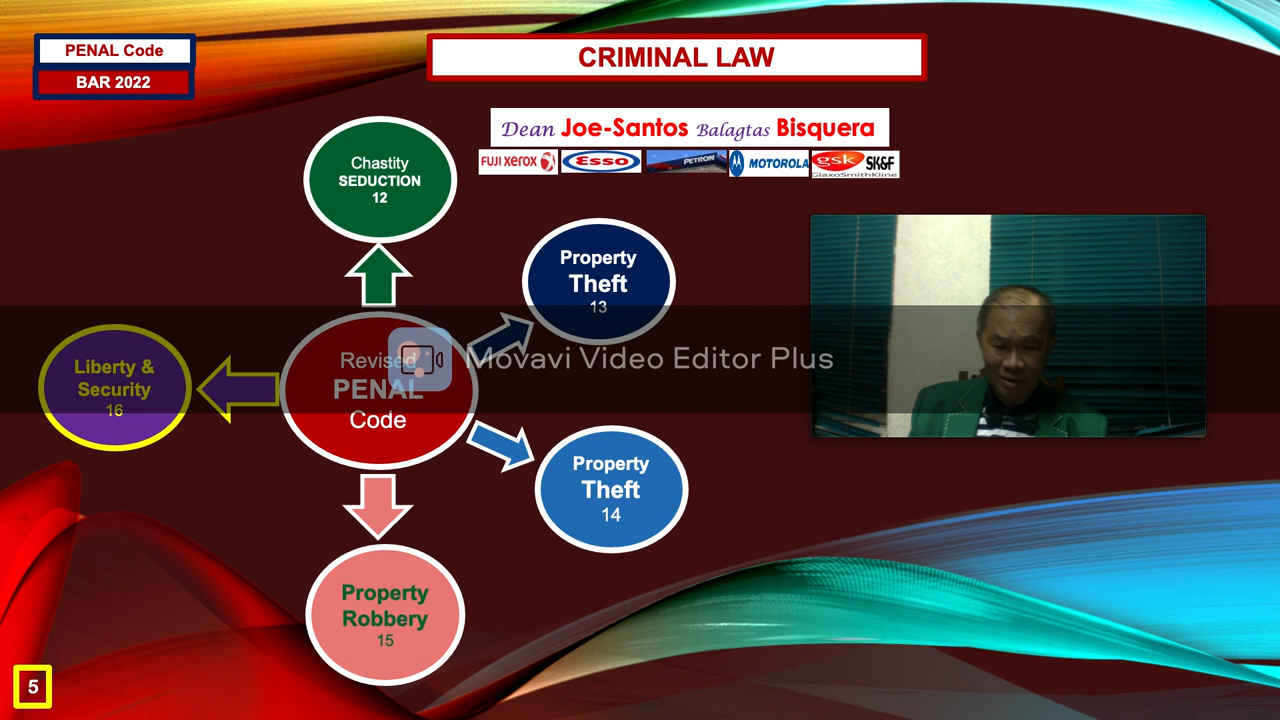 PENAL Code
BAR 2022
CRIMINAL LAW
Dean Joe-Santos Balagtas Bisquera
FUJI XEROX
Esso
PETRON
MOTOROLA
gsk SK&F
GlaxoSmithKline
Chastity
SEDUCTION
12
Property
Theft
13
Liberty &
Security
16
Revised
PENAL
Code
Movavi Video Editor Plus
Property
Theft
14
Property
Robbery
15
5